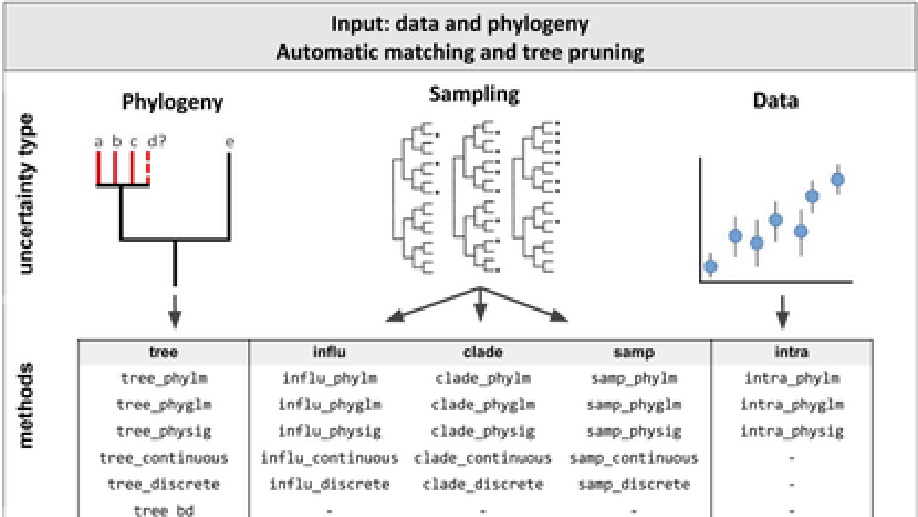 Input: data and phylogeny
Automatic matching and tree pruning
uncertainty type
Phylogeny
Sampling
Data
a b c d? e
methods
tree influ clade samp intra
tree_phylm influ_phylm clade_phylm samp_phylm intra_phylm
tree_phyglm influ_phyglm clade_phyglm samp_phyglm intra_phyglm
tree_physig influ_physig clade_physig samp_physig intra_physig
tree_continuous influ_continuous clade_continuous samp_continuous -
tree_discrete influ_discrete clade_discrete samp_discrete -
tree_bd - - - -